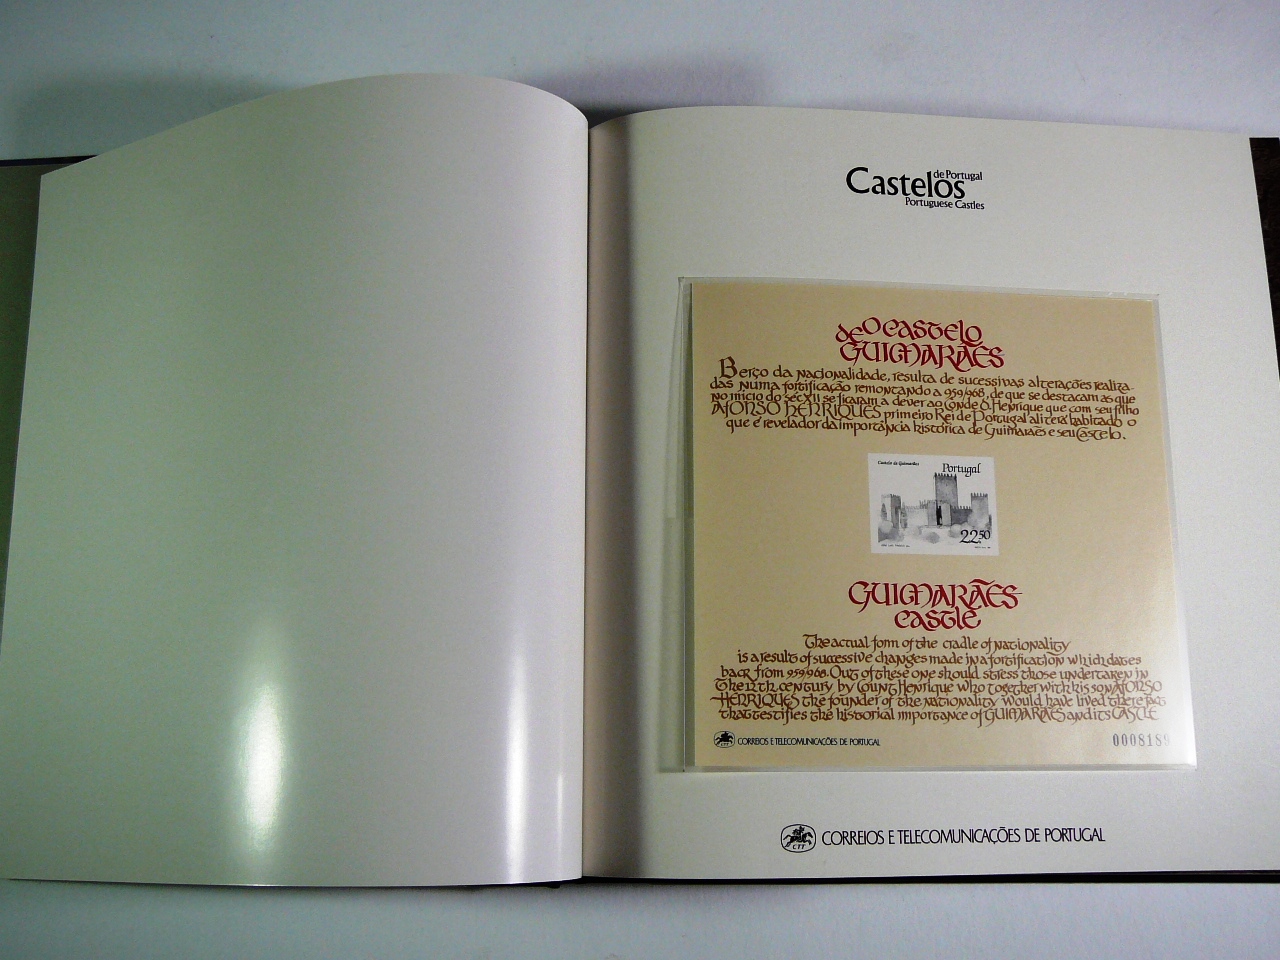 Castelos
de Portugal
Portuguese Castles
O CASTELO
de GUIMARÃES
Berço da nacionalidade, resulta de sucessivas alterações realiza-
das numa fortificação remontando a 959/968, de que se destacam as que
no início do séc XII se ficaram a dever ao Conde D. Henrique que com seu filho
AFONSO HENRIQUES primeiro Rei de Portugal ali terá habitado o
que é revelador da importância histórica de Guimarães e seu Castelo.
Castelo de Guimarães
Portugal
22.50
GUIMARÃES
CASTLE
The actual form of the cradle of nationality
is a result of successive changes made in a fortification which dates
back from 959/968. Out of these one should stress those undertaken in
the 12th century by Count Henrique who together with his son AFONSO
HENRIQUES the founder of the nationality would have lived there fact
that testifies the historial importance of GUIMARÃES and its CASTLE
CTT
CORREIOS E TELECOMUNICAÇÕES DE PORTUGAL
0008189
CTT
CORREIOS E TELECOMUNICAÇÕES DE PORTUGAL